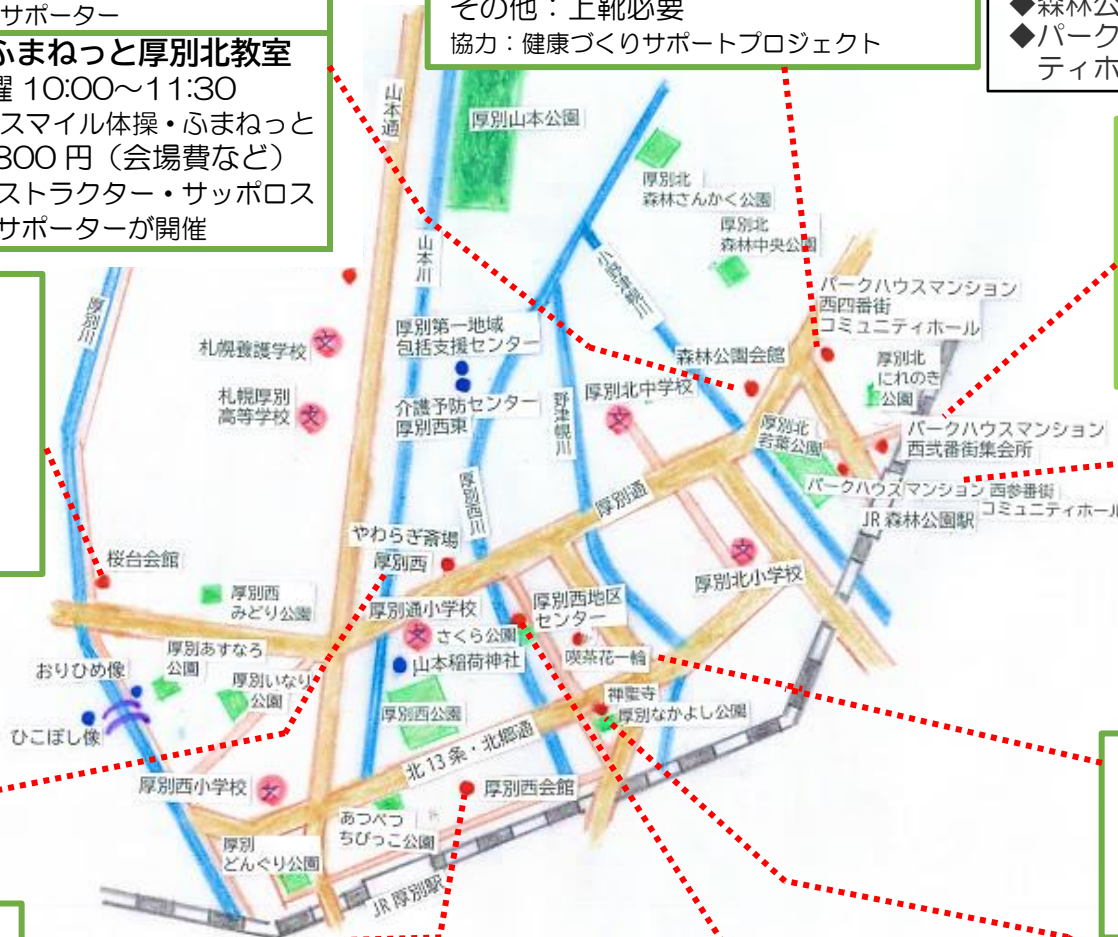 サポーター
ふまねっと厚別北教室
曜 10:00～11:30
スマイル体操・ふまねっと
800 円（会場費など）
ストラクター・サッポロス
サポーターが開催
その他：上靴必要
協力：健康づくりサポートプロジェクト
◆森林公
◆パーク
ティホ
山本通
厚別山本公園
厚別北
森林さんかく公園
厚別北
森林中央公園
山本川
小野津幌川
厚別川
パークハウスマンション
西四番街
コミュニティホール
厚別第一地域
包括支援センター
札幌養護学校
森林公園会館
厚別北
にれのき
公園
札幌厚別
高等学校
介護予防センター
厚別西東
野津幌川
厚別北中学校
厚別北
若葉公園
パークハウスマンション
西弐番街集会所
パークハウスマンション 西参番街
コミュニティホール
厚別西川
厚別通
JR 森林公園駅
やわらぎ斎場
厚別西
桜台会館
厚別北小学校
厚別西
みどり公園
厚別通小学校
厚別西地区
センター
さくら公園
喫茶花一輪
厚別あすなろ
公園
山本稲荷神社
おりひめ像
厚別いなり
公園
神聖寺
厚別なかよし公園
厚別西公園
ひこぼし像
北13条・北郷通
厚別西小学校
厚別西会館
あつべつ
ちびっこ公園
厚別
どんぐり公園
JR 厚別駅
文
文
文
文
文
文